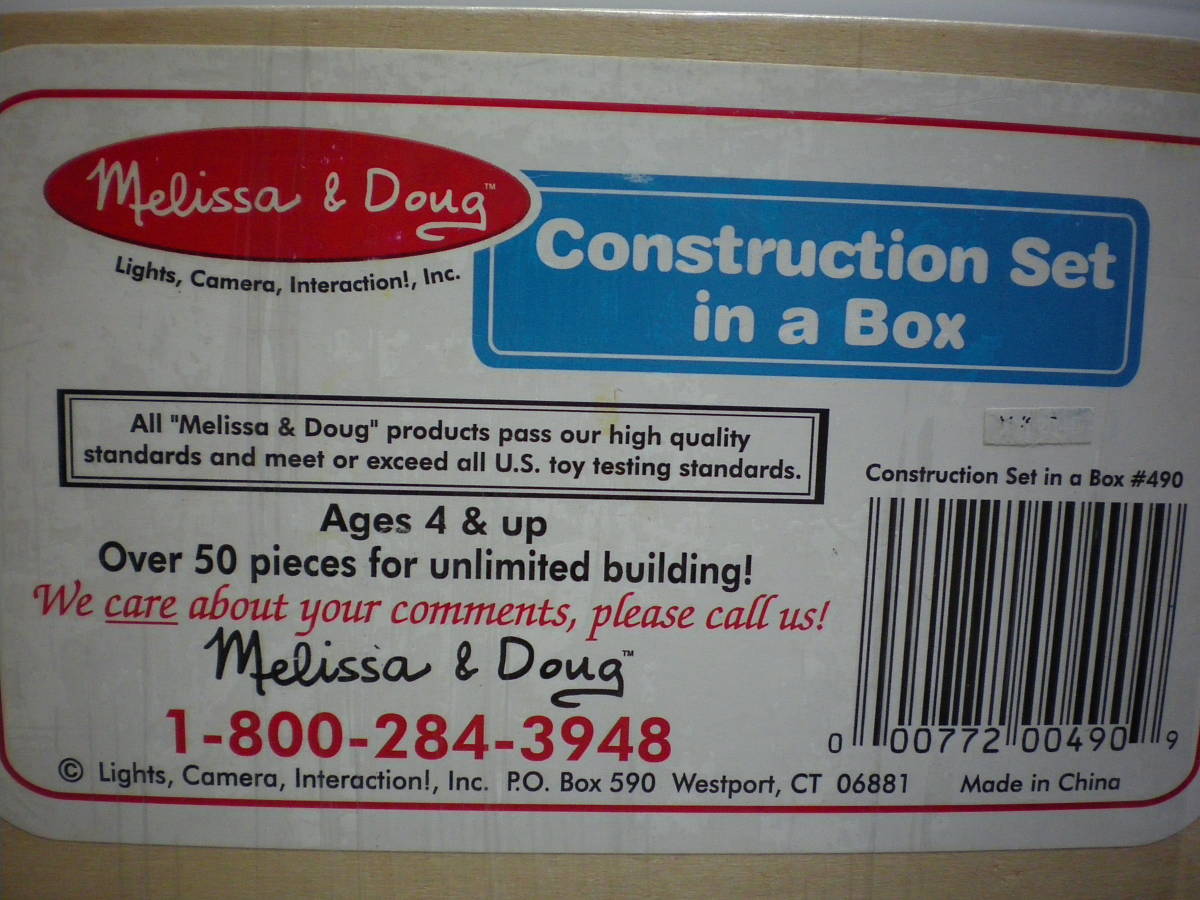 Melissa & Doug™
Lights, Camera, Interaction!, Inc.
Construction Set
in a Box
All "Melissa & Doug" products pass our high quality
standards and meet or exceed all U.S. toy testing standards.
Ages 4 & up
Over 50 pieces for unlimited building!
We care about your comments, please call us!
Melissa & Doug™
1-800-284-3948
© Lights, Camera, Interaction!, Inc. P.O. Box 590 Westport, CT 06881
Construction Set in a Box #490
0 00772 00490 9
Made in China